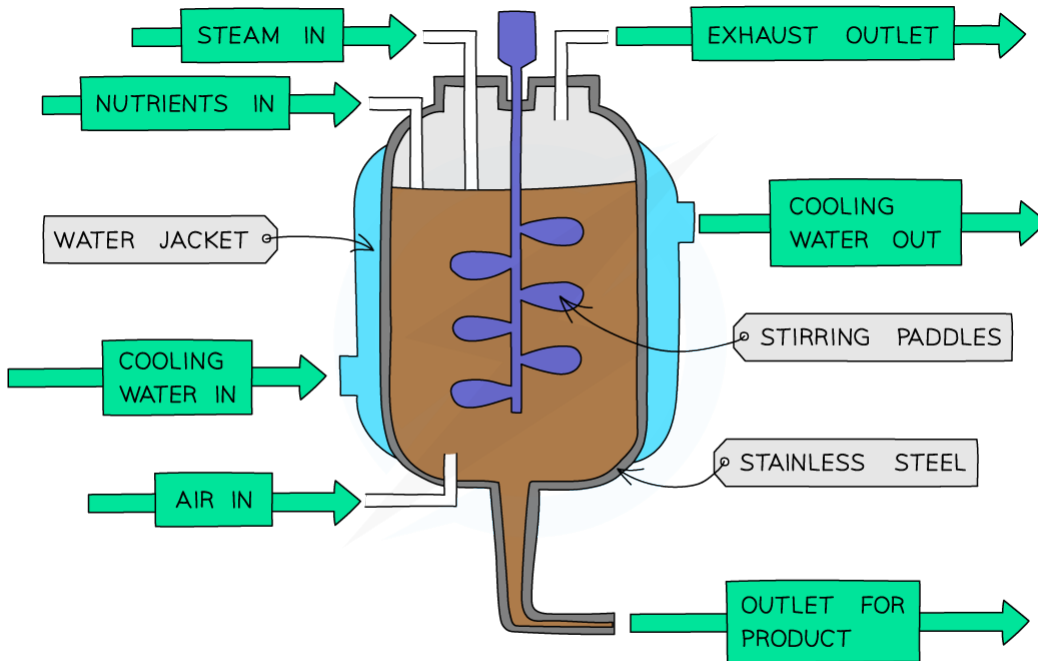 STEAM IN
EXHAUST OUTLET
NUTRIENTS IN
COOLING
WATER OUT
WATER JACKET
STIRRING PADDLES
COOLING
WATER IN
STAINLESS STEEL
AIR IN
OUTLET FOR
PRODUCT